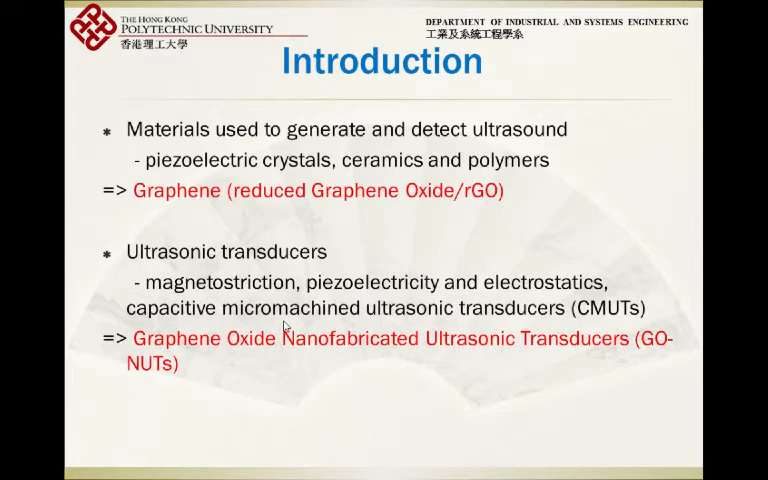 THE HONG KONG
POLYTECHNIC UNIVERSITY
香港理工大學
DEPARTMENT OF INDUSTRIAL AND SYSTEMS ENGINEERING
工業及系統工程學系
Introduction
* Materials used to generate and detect ultrasound
- piezoelectric crystals, ceramics and polymers
=> Graphene (reduced Graphene Oxide/rGO)
* Ultrasonic transducers
- magnetostriction, piezoelectricity and electrostatics,
capacitive micromachined ultrasonic transducers (CMUTs)
=> Graphene Oxide Nanofabricated Ultrasonic Transducers (GO-
NUTs)